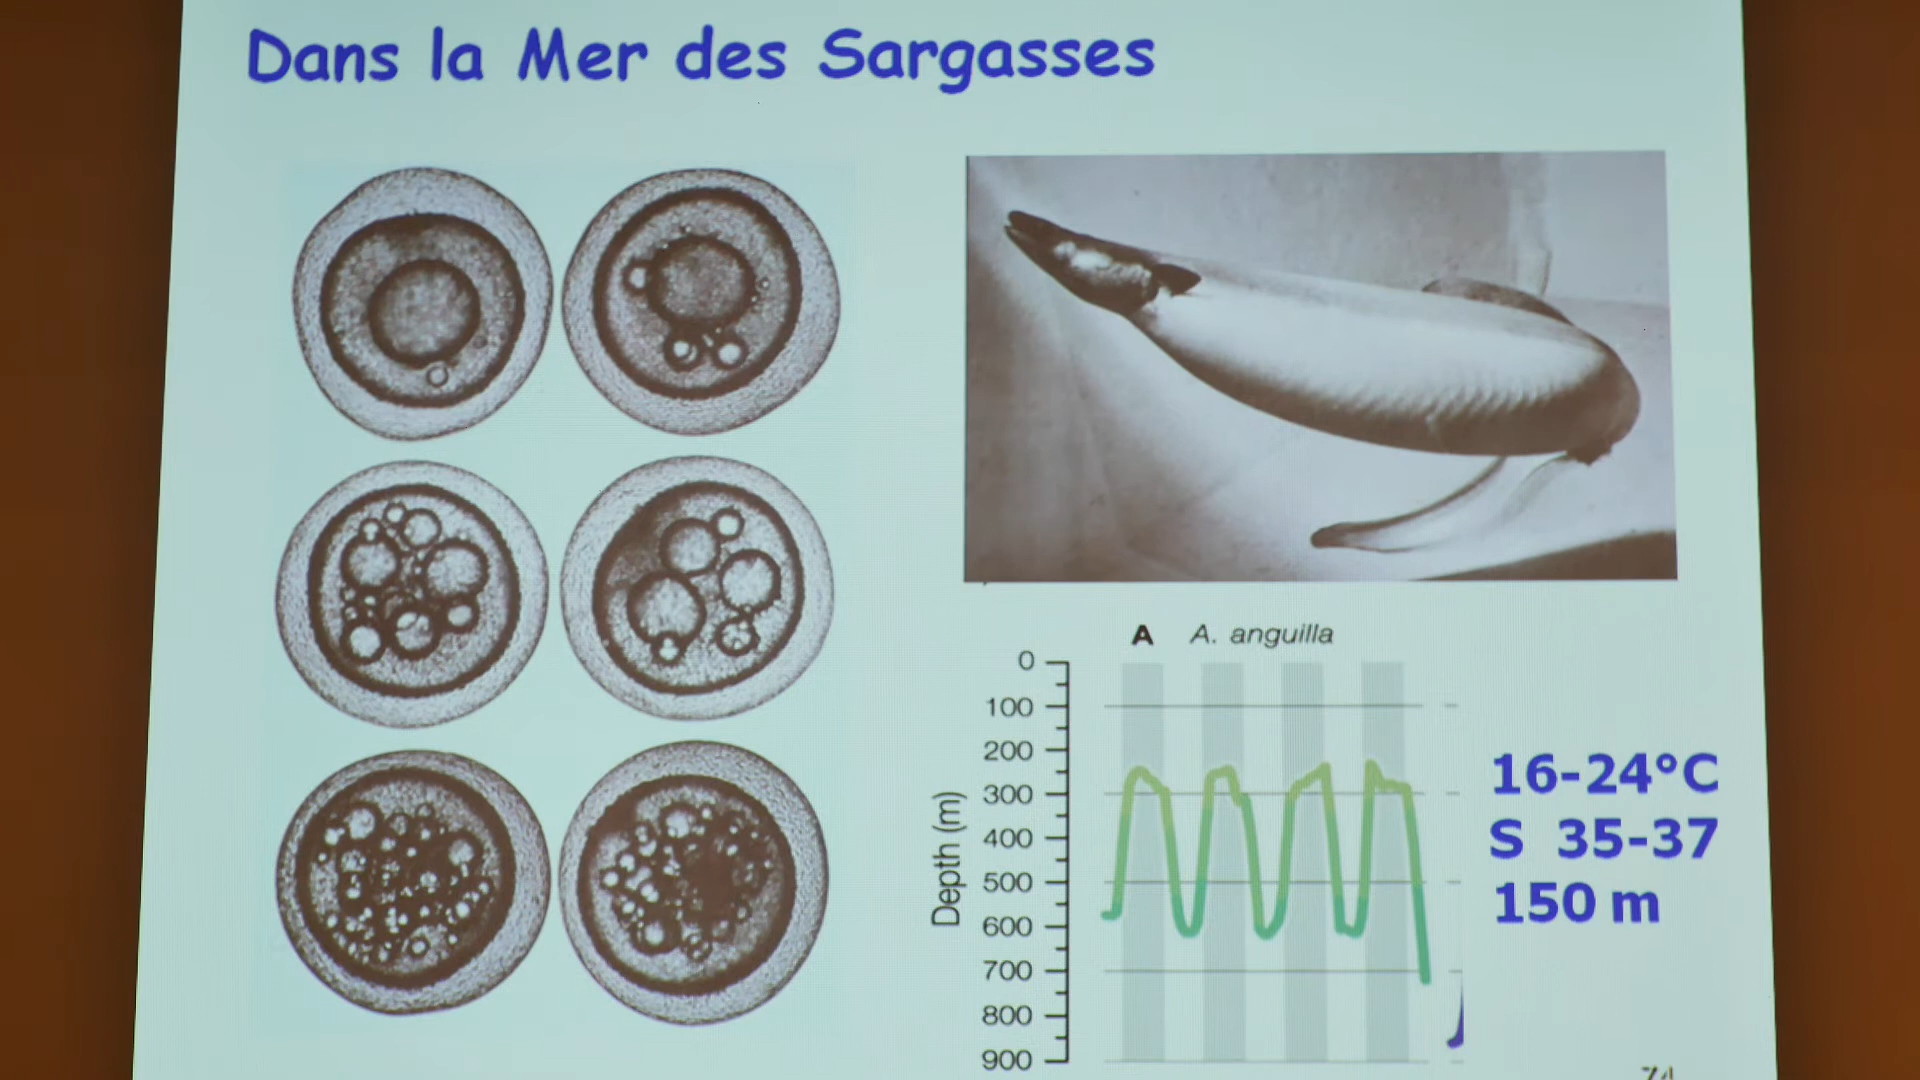 Dans la Mer des Sargasses
A A. anguilla
0
100
200
300
400
500
600
700
800
900
Depth (m)
16-24°C
S 35-37
150 m